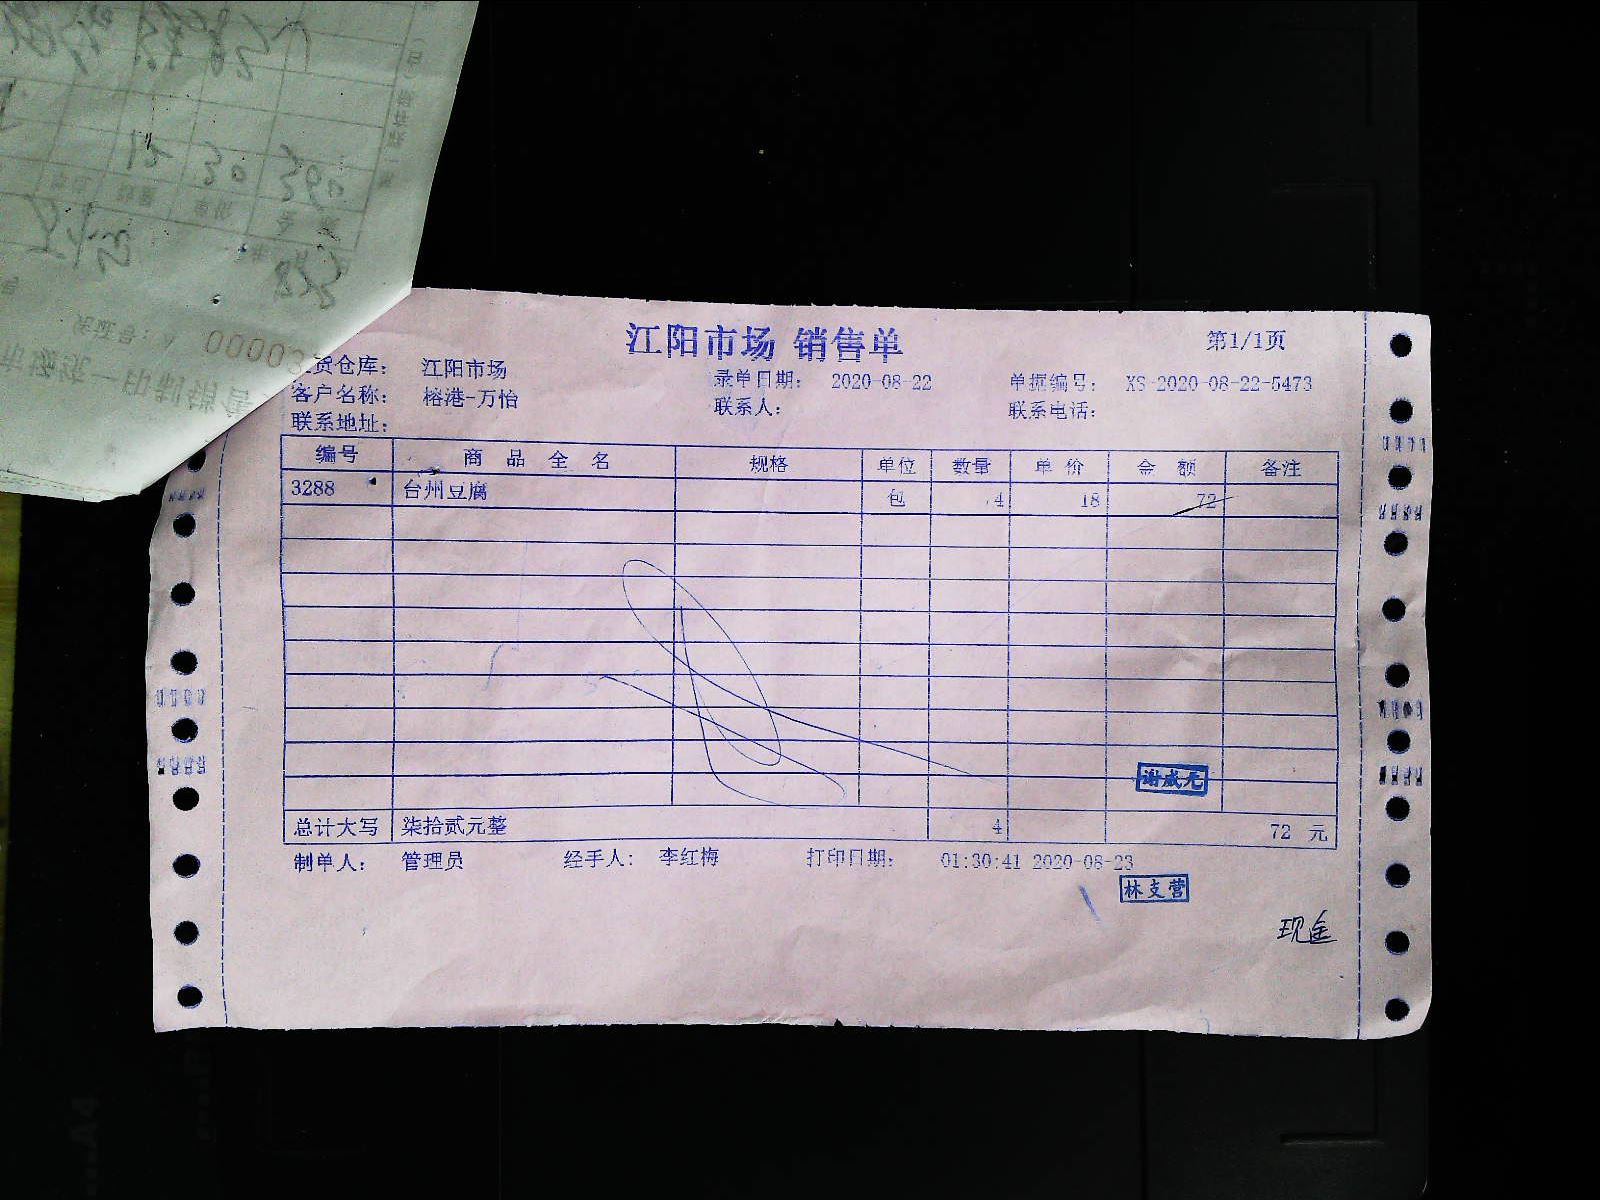 江阳市场 销售单
第1/1页
货仓库： 江阳市场
录单日期： 2020-08-22
单据编号： XS-2020-08-22-5473
客户名称： 榕港-万怡
联系人：
联系电话：
联系地址：
编号 商品全名 规格 单位 数量 单价 金额 备注
3288 台州豆腐 包 4 18 72
谢威元
总计大写 柒拾贰元整 4 72 元
制单人： 管理员 经手人： 李红梅 打印日期： 01:30:41 2020-08-23
林支营
现金
00003
30